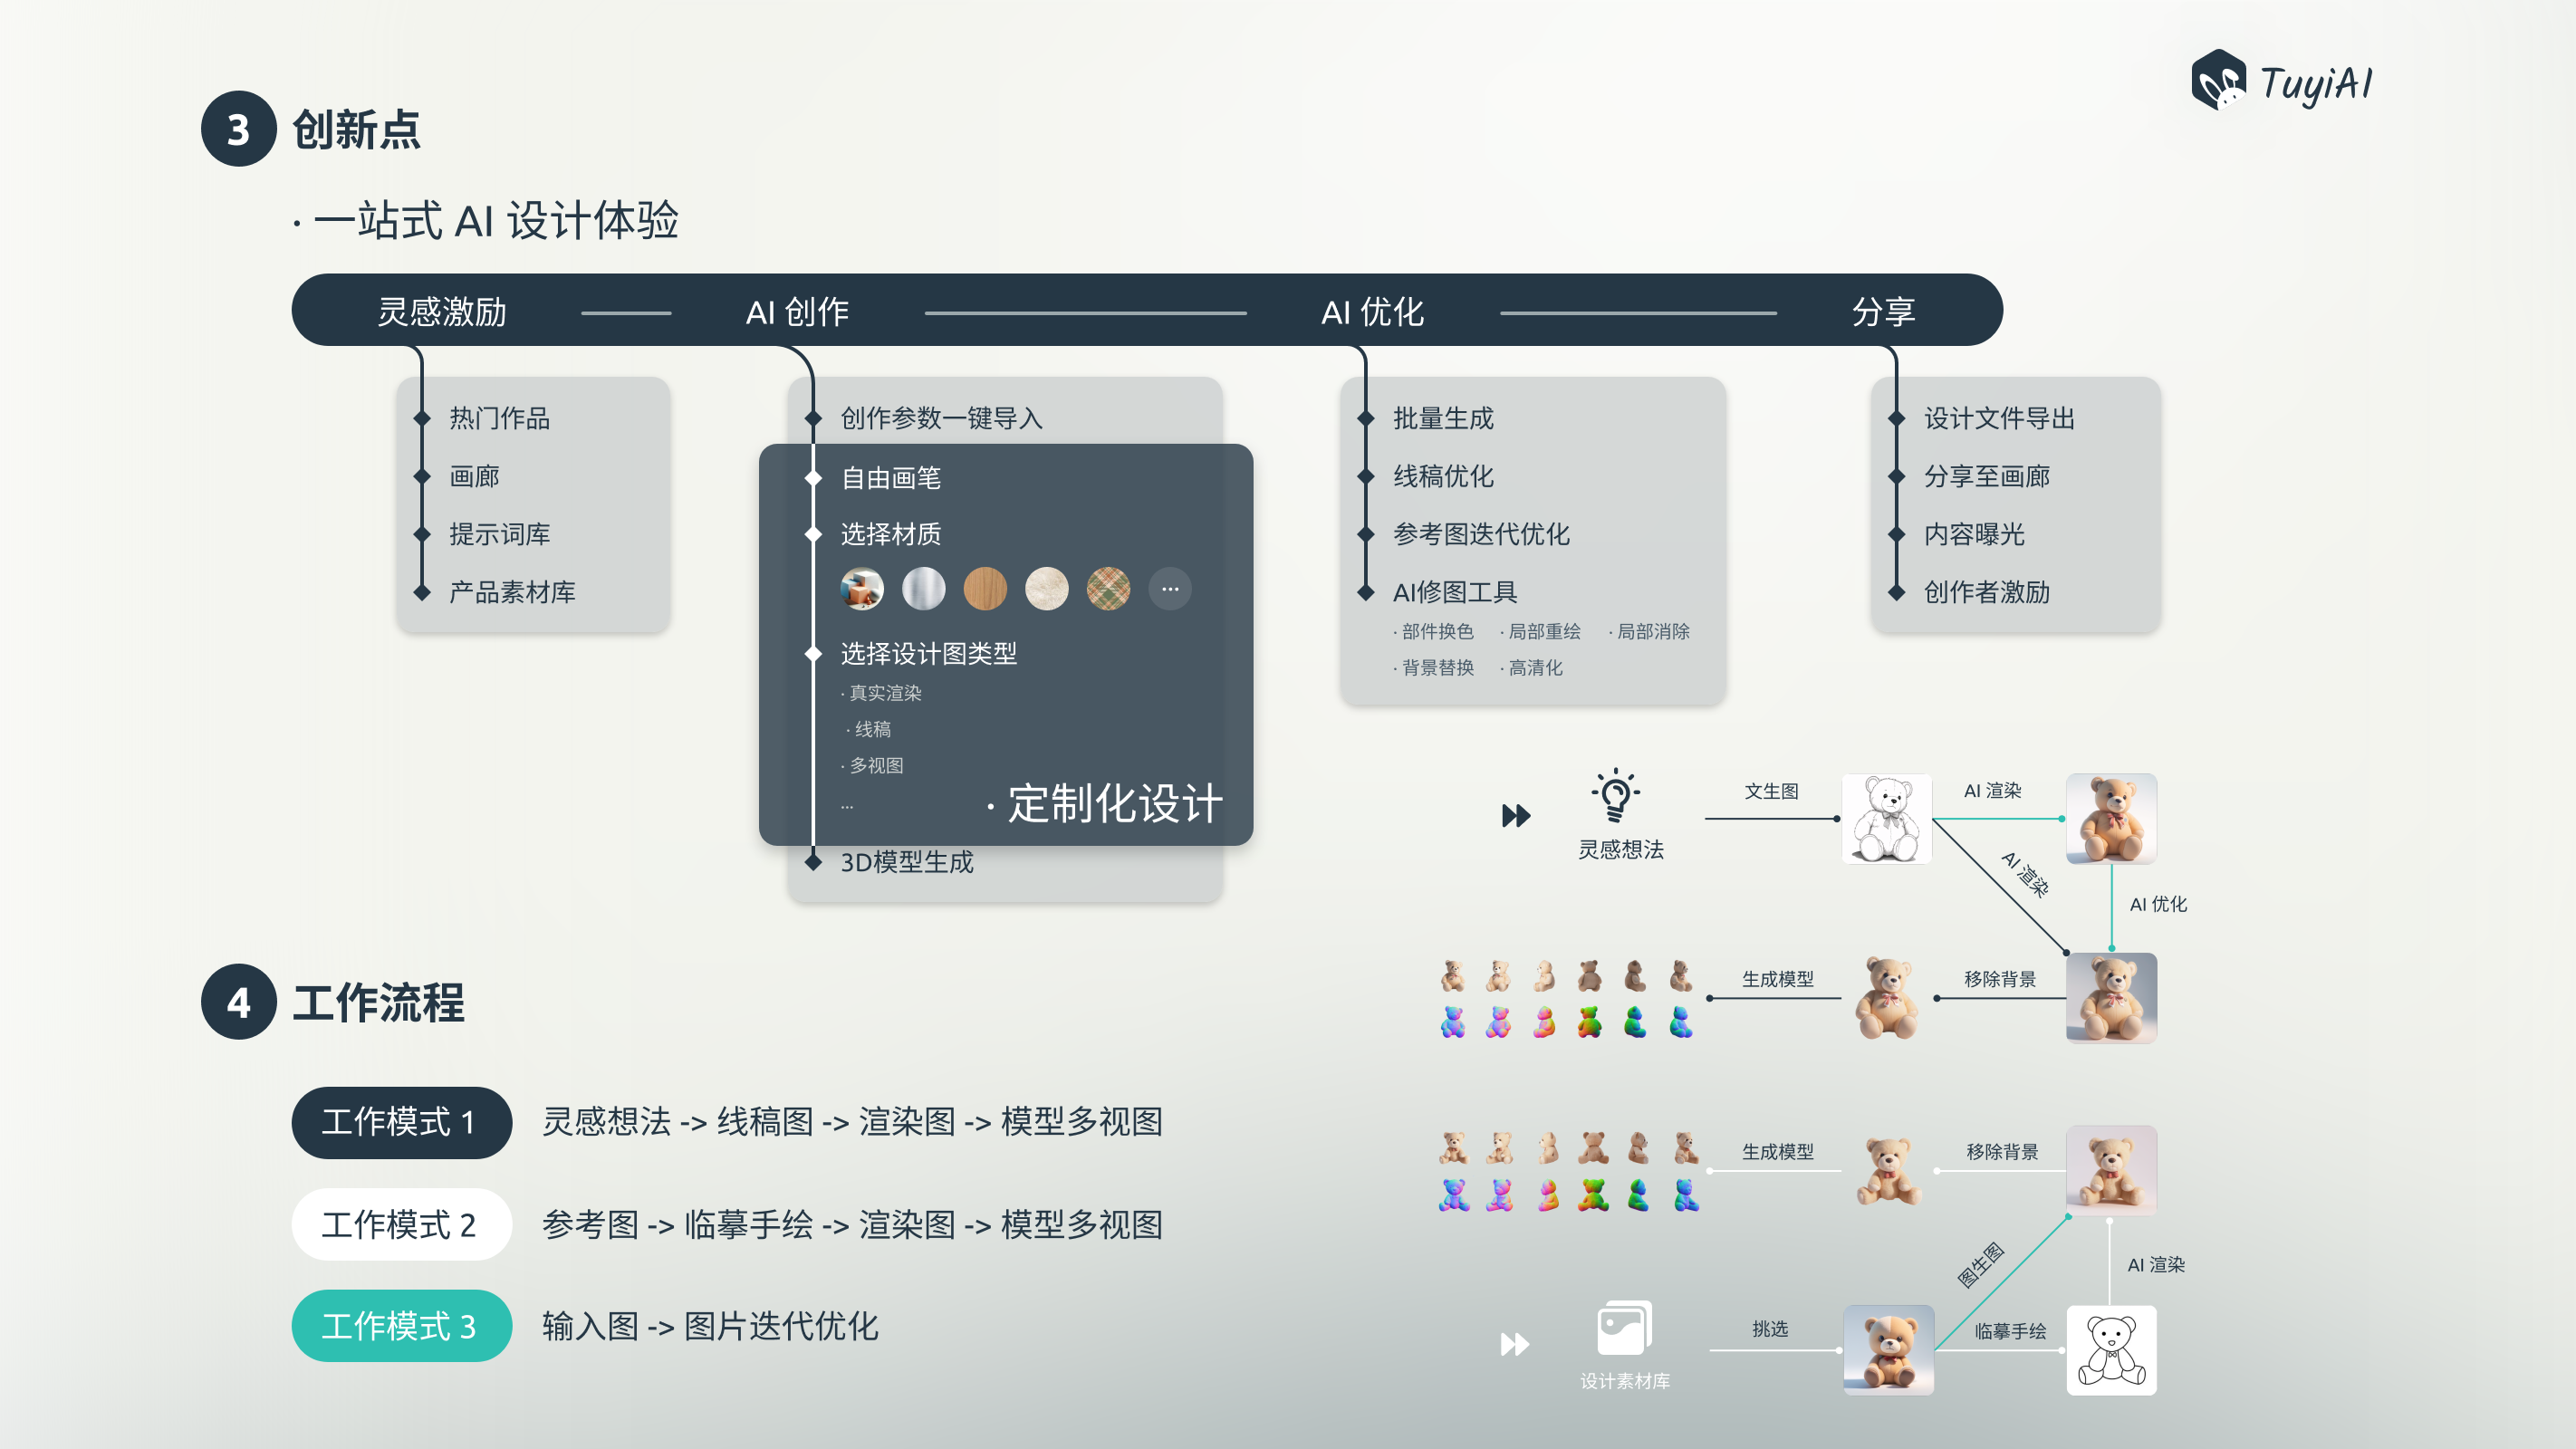 TuyiAI
3 创新点
· 一站式 AI 设计体验
灵感激励 AI 创作 AI 优化 分享
热门作品
画廊
提示词库
产品素材库
创作参数一键导入
自由画笔
选择材质
...
选择设计图类型
· 真实渲染
· 线稿
· 多视图
...
· 定制化设计
3D模型生成
批量生成
线稿优化
参考图迭代优化
AI修图工具
· 部件换色 · 局部重绘 · 局部消除
· 背景替换 · 高清化
设计文件导出
分享至画廊
内容曝光
创作者激励
灵感想法
文生图
AI 渲染
AI 渲染
AI 优化
移除背景
生成模型
4 工作流程
工作模式 1 灵感想法 -> 线稿图 -> 渲染图 -> 模型多视图
工作模式 2 参考图 -> 临摹手绘 -> 渲染图 -> 模型多视图
工作模式 3 输入图 -> 图片迭代优化
生成模型
移除背景
图生图
AI 渲染
挑选
临摹手绘
设计素材库